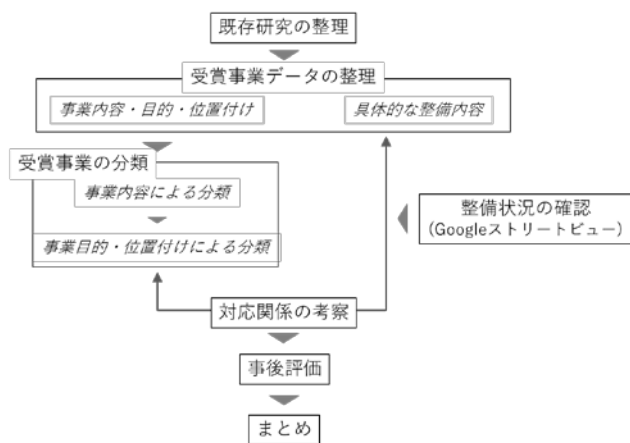 既存研究の整理
受賞事業データの整理
事業内容・目的・位置付け
具体的な整備内容
受賞事業の分類
事業内容による分類
事業目的・位置付けによる分類
整備状況の確認
(Googleストリートビュー)
対応関係の考察
事後評価
まとめ